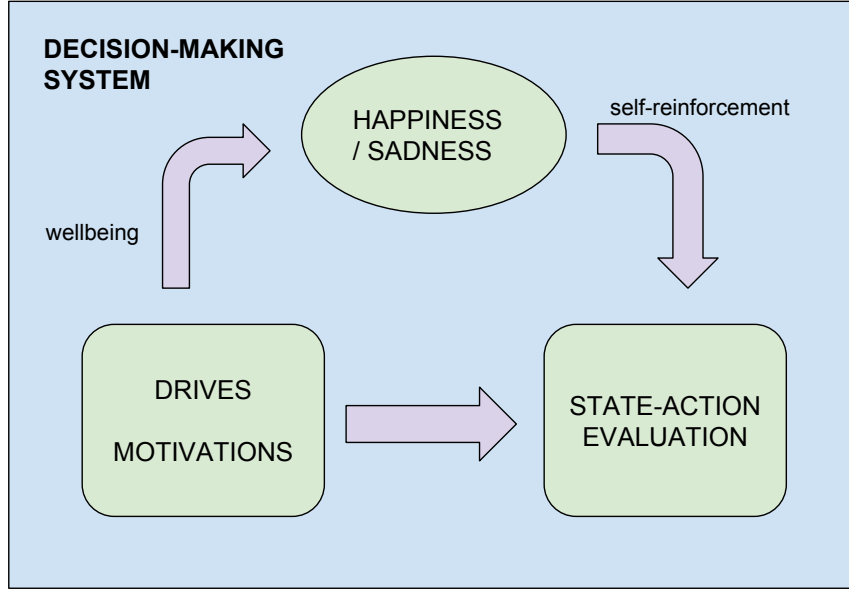 DECISION-MAKING
SYSTEM
HAPPINESS
/ SADNESS
self-reinforcement
wellbeing
DRIVES
MOTIVATIONS
STATE-ACTION
EVALUATION